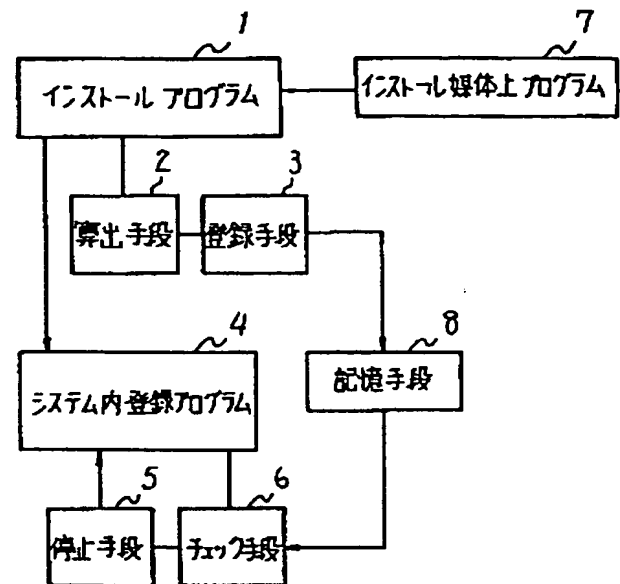 1
7
インストール プログラム
インストール媒体上プログラム
2
3
算出手段
登録手段
4
8
システム内登録プログラム
記憶手段
5
6
停止手段
チェック手段